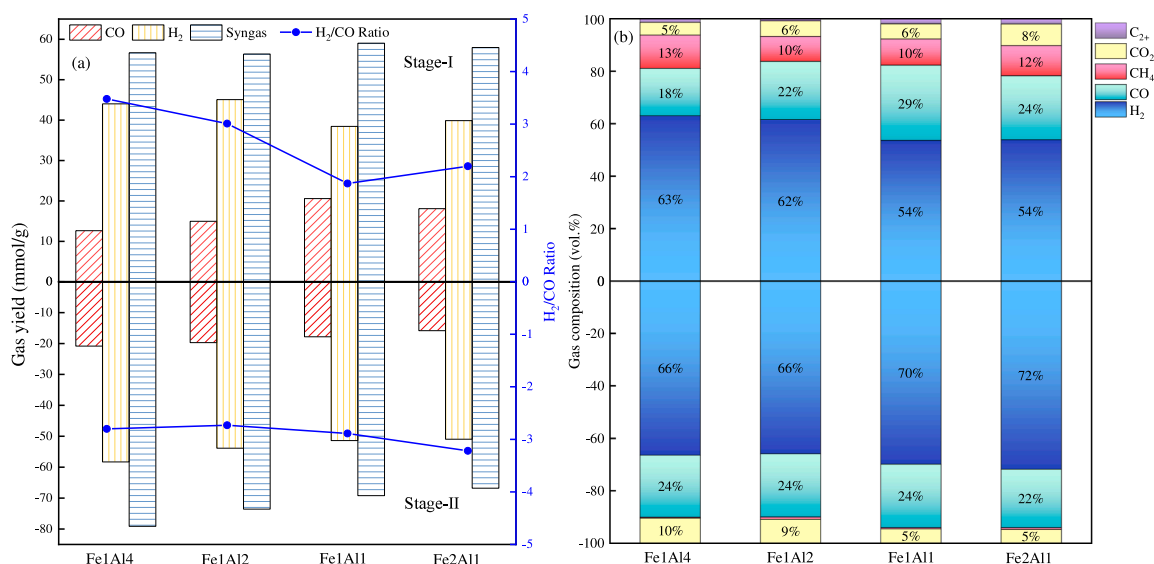 CO H₂ Syngas H₂/CO Ratio
(a)
Stage-I
Stage-II
Gas yield (mmol/g)
60
50
40
30
20
10
0
-10
-20
-30
-40
-50
-60
-70
-80
5
4
3
2
1
0
-1
-2
-3
-4
-5
H₂/CO Ratio
Fe1Al4 Fe1Al2 Fe1Al1 Fe2Al1
(b)
Gas composition (vol.%)
100
80
60
40
20
0
-20
-40
-60
-80
-100
5% 6% 6% 8%
13% 10% 10% 12%
18% 22% 29% 24%
63% 62% 54% 54%
66% 66% 70% 72%
24% 24% 24% 22%
10% 9% 5% 5%
Fe1Al4 Fe1Al2 Fe1Al1 Fe2Al1
C₂₊
CO₂
CH₄
CO
H₂